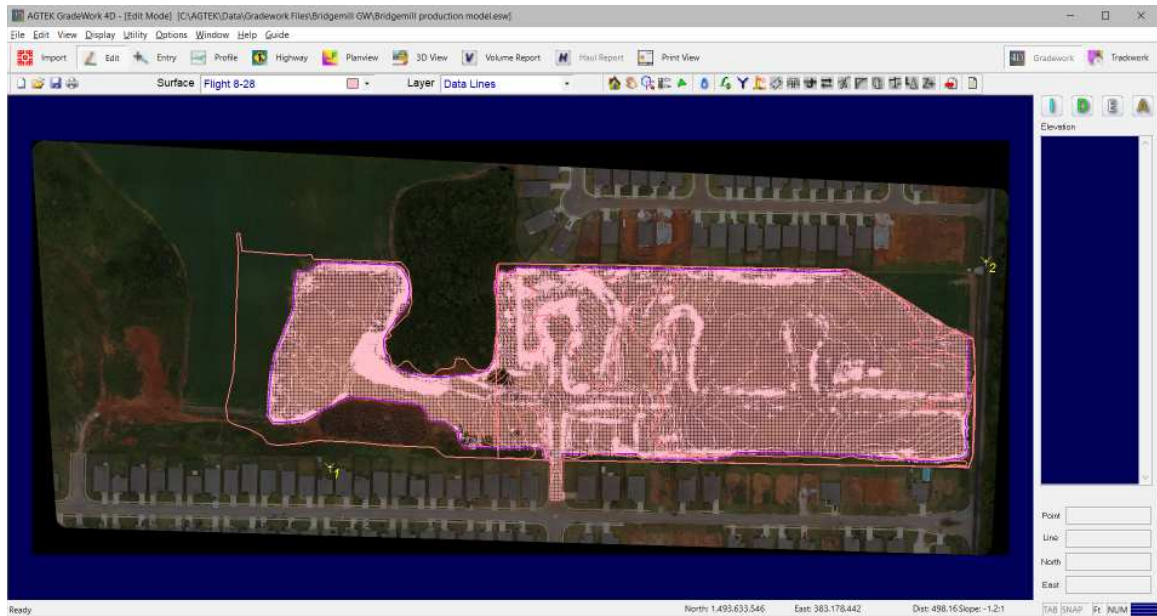 AGTEK GradeWork 4D - [Edit Mode] [C:\AGTEK\Data\Gradework Files\Bridgemill GW\Bridgemill production model.esw]
File Edit View Display Utility Options Window Help Guide
Import Edit Entry Profile Highway Planview 3D View Volume Report Haul Report Print View Gradework Trackwork
Surface Flight 8-28 Layer Data Lines
I D E A
Elevation
2
1
Point
Line
North
East
Ready North: 1,493,633.546 East: 383,178.442 Dist: 498.16 Slope: -1.2:1 TAB SNAP Ft NUM